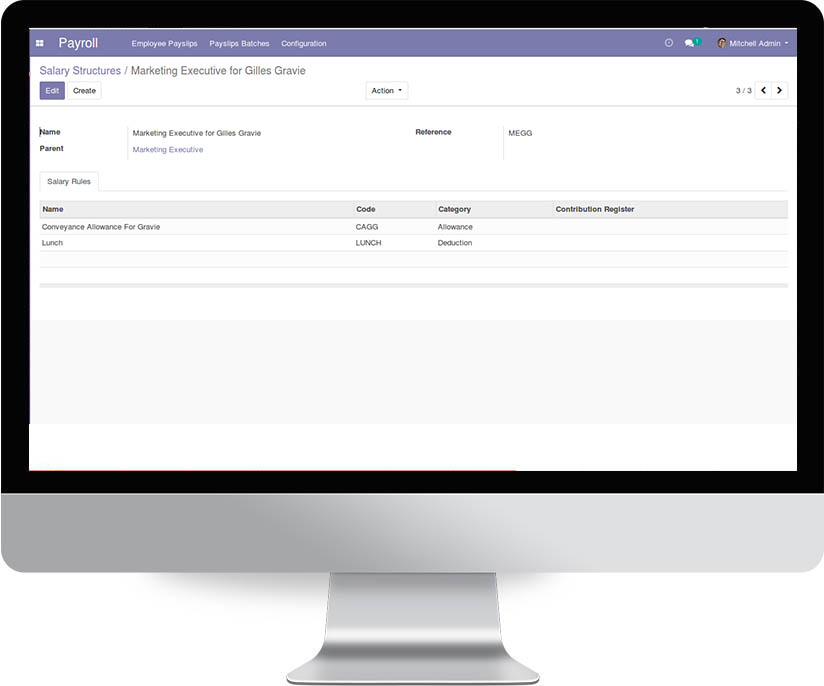 Payroll Employee Payslips Payslips Batches Configuration 1 Mitchell Admin
Salary Structures / Marketing Executive for Gilles Gravie
Edit Create Action 3 / 3
Name Marketing Executive for Gilles Gravie Reference MEGG
Parent Marketing Executive
Salary Rules
Name Code Category Contribution Register
Conveyance Allowance For Gravie CAGG Allowance
Lunch LUNCH Deduction